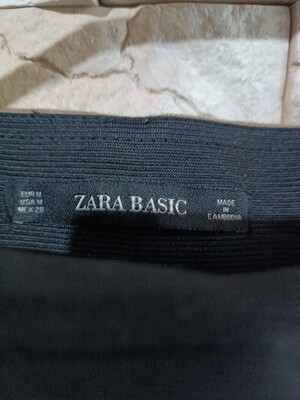 EUR M
USA M
MEX 28
ZARA BASIC
MADE
IN
CAMBODIA